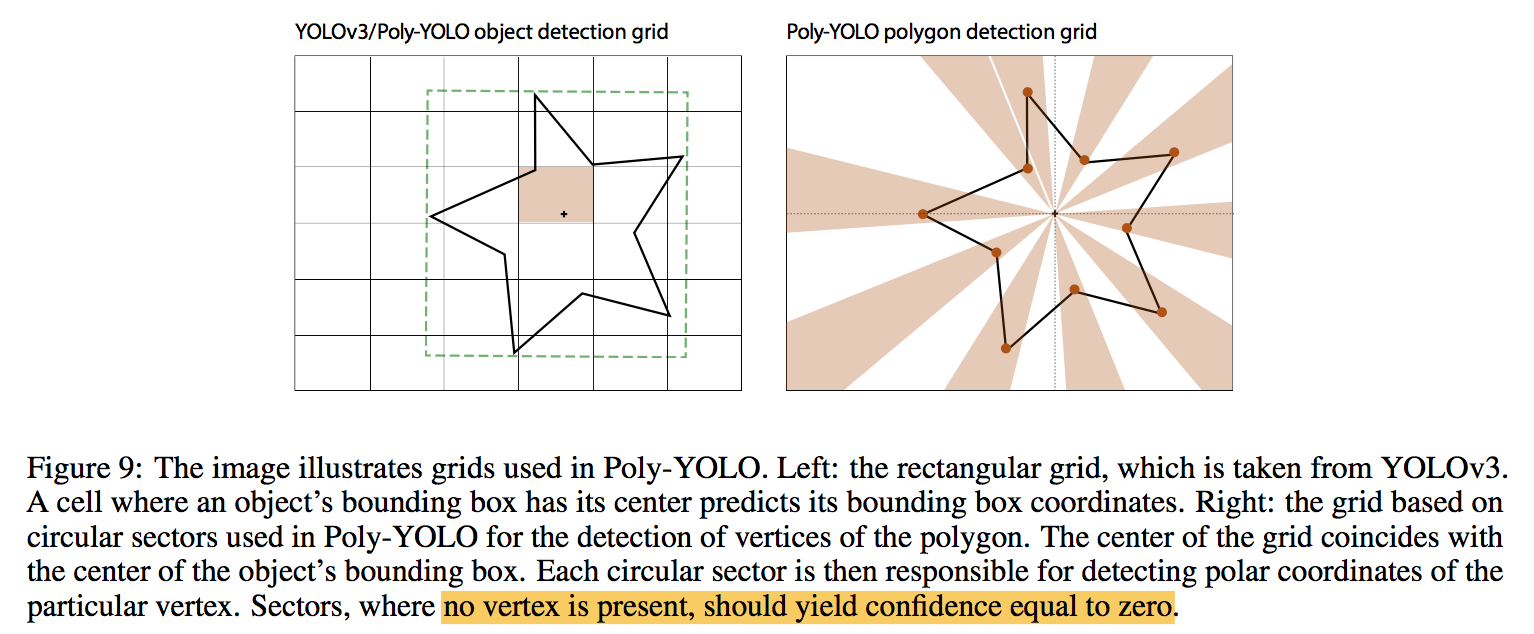 YOLOv3/Poly-YOLO object detection grid
Poly-YOLO polygon detection grid
Figure 9: The image illustrates grids used in Poly-YOLO. Left: the rectangular grid, which is taken from YOLOv3.
A cell where an object's bounding box has its center predicts its bounding box coordinates. Right: the grid based on
circular sectors used in Poly-YOLO for the detection of vertices of the polygon. The center of the grid coincides with
the center of the object's bounding box. Each circular sector is then responsible for detecting polar coordinates of the
particular vertex. Sectors, where no vertex is present, should yield confidence equal to zero.